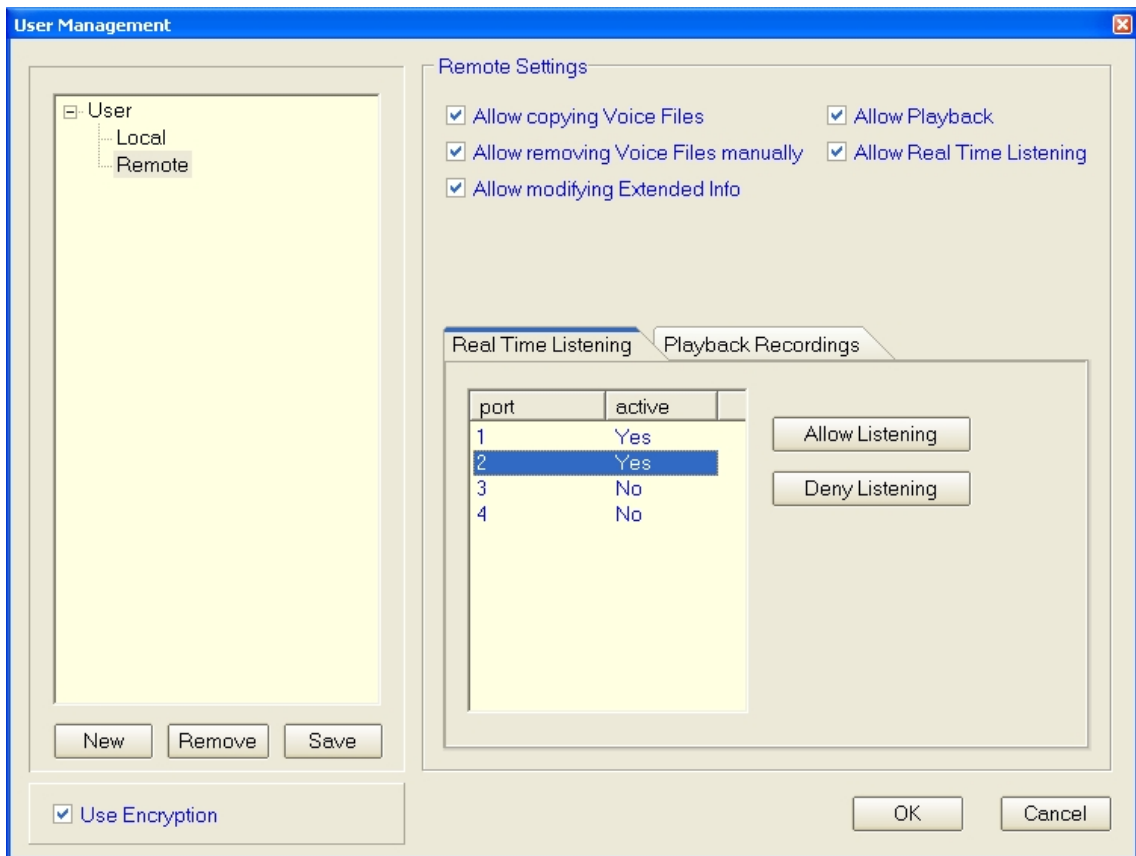 User Management
User
Local
Remote
New
Remove
Save
Use Encryption
Remote Settings
Allow copying Voice Files
Allow Playback
Allow removing Voice Files manually
Allow Real Time Listening
Allow modifying Extended Info
Real Time Listening
Playback Recordings
port active
1 Yes
2 Yes
3 No
4 No
Allow Listening
Deny Listening
OK
Cancel